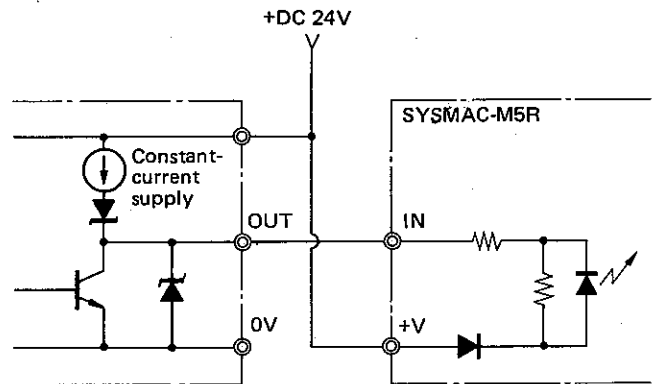 +DC 24V
SYSMAC-M5R
Constant-
current
supply
OUT
IN
0V
+V